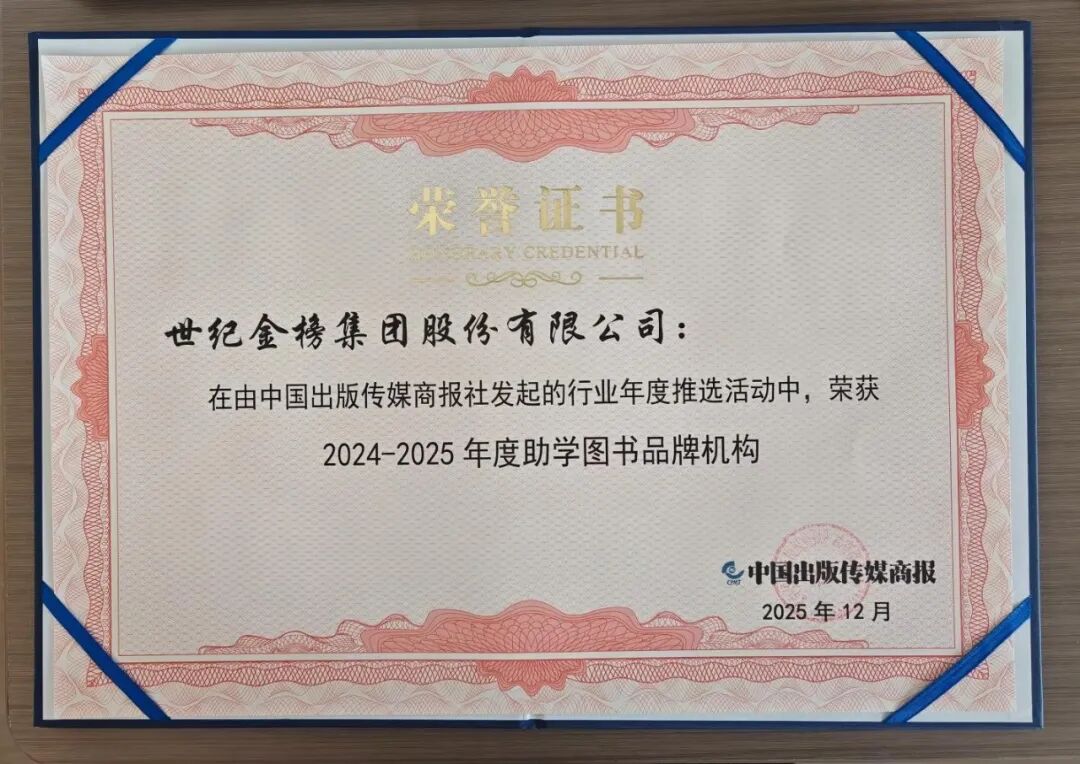 荣誉证书
HONORARY CREDENTIAL
世纪金榜集团股份有限公司：
在由中国出版传媒商报社发起的行业年度推选活动中，荣获
2024-2025 年度助学图书品牌机构
中国出版传媒商报
2025 年 12 月